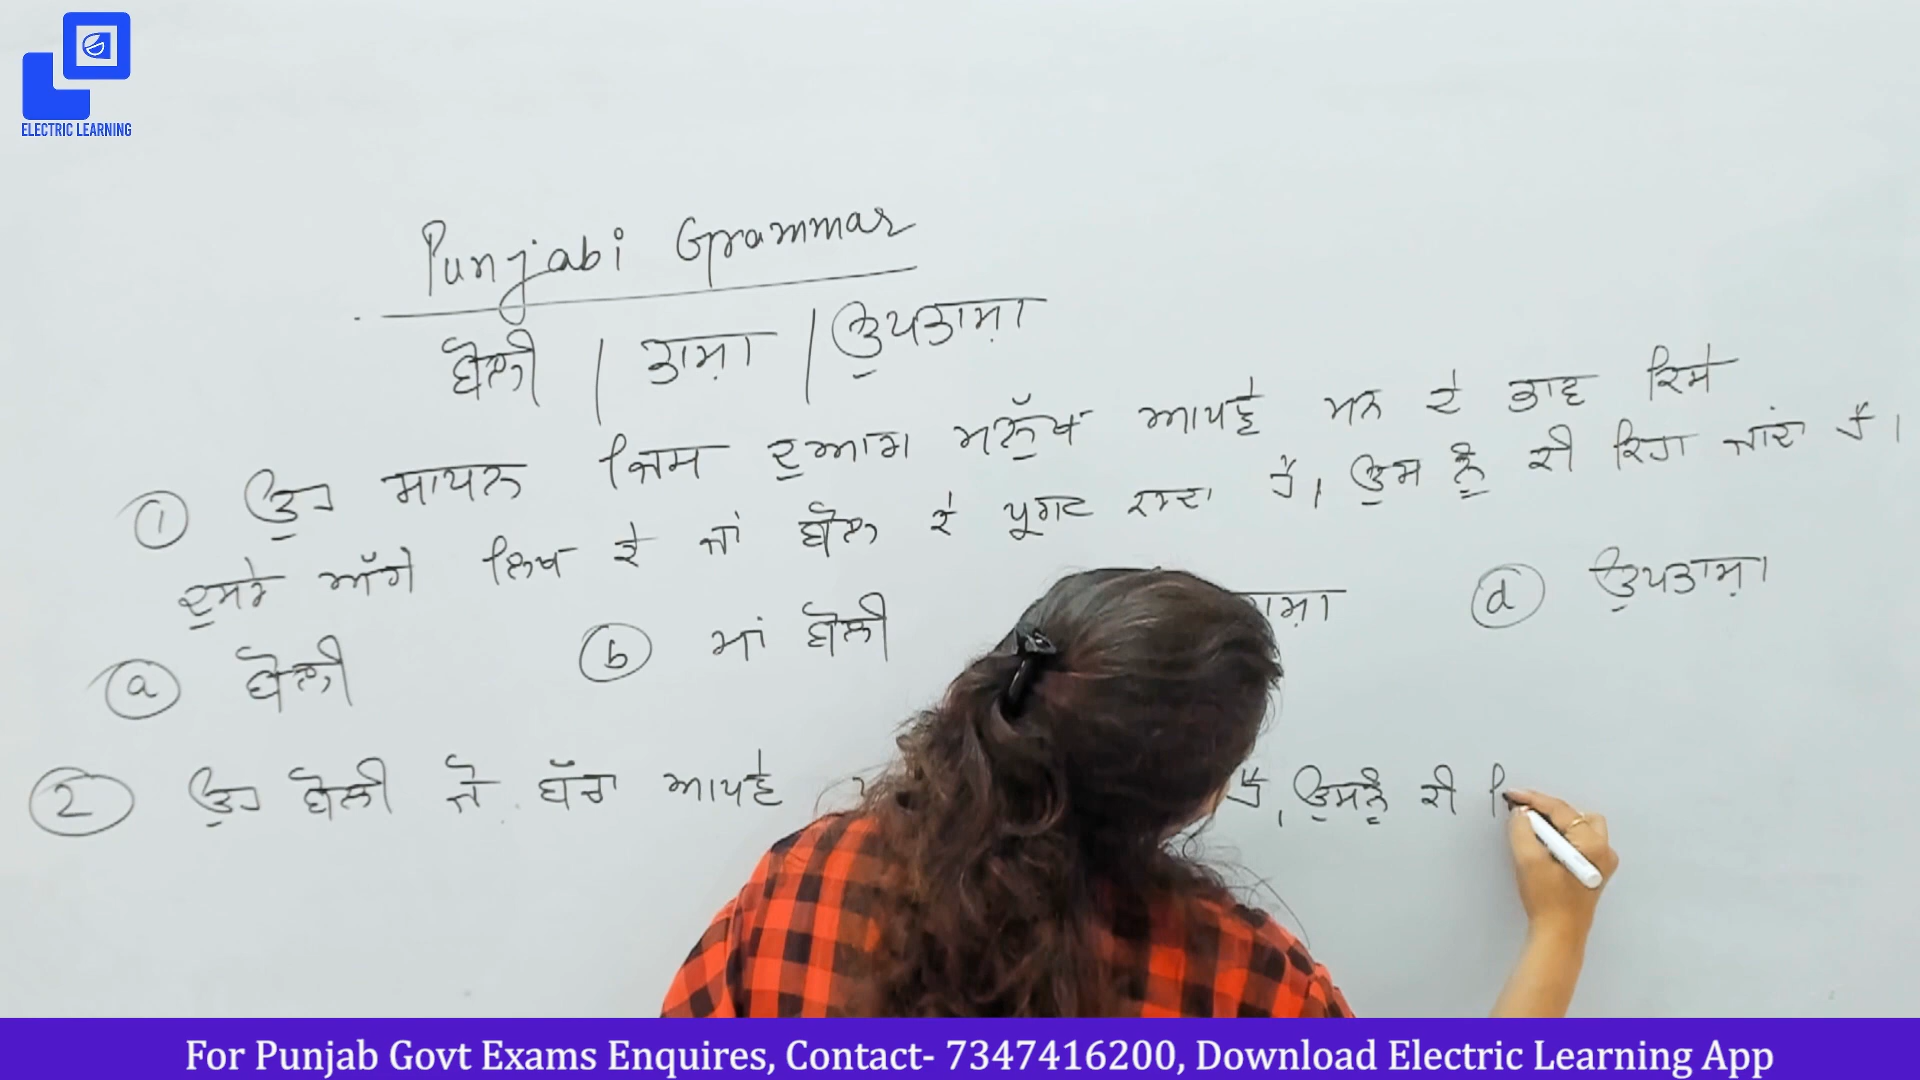 ELECTRIC LEARNING
Punjabi Grammar
ਬੋਲੀ / ਭਾਸ਼ਾ / ਉਪਭਾਸ਼ਾ
① ਉਹ ਸਾਧਨ ਜਿਸ ਦੁਆਰਾ ਮਨੁੱਖ ਆਪਣੇ ਮਨ ਦੇ ਭਾਵ ਕਿਸੇ
ਦੂਸਰੇ ਅੱਗੇ ਲਿਖ ਕੇ ਜਾਂ ਬੋਲ ਕੇ ਪ੍ਰਗਟ ਕਰਦਾ ਹੈ, ਉਸ ਨੂੰ ਕੀ ਕਿਹਾ ਜਾਂਦਾ ਹੈ।
ⓐ ਬੋਲੀ ⓑ ਮਾਂ ਬੋਲੀ ⓓ ਉਪਭਾਸ਼ਾ
② ਉਹ ਬੋਲੀ ਜੋ ਬੱਚਾ ਆਪਣੇ ਹੈ, ਉਸਨੂੰ ਕੀ
For Punjab Govt Exams Enquires, Contact- 7347416200, Download Electric Learning App